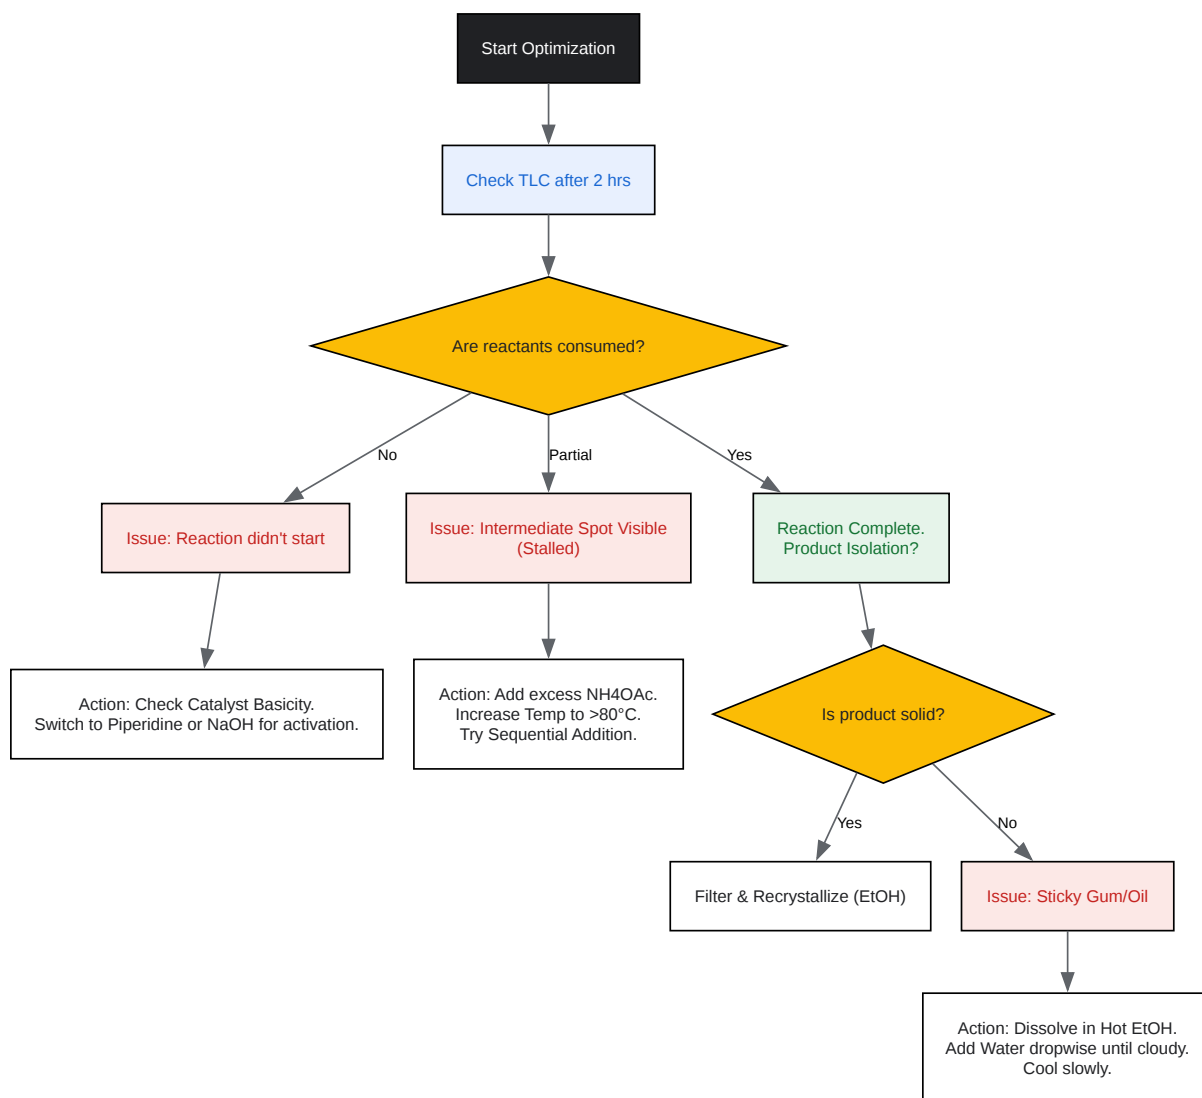 Start Optimization
Check TLC after 2 hrs
Are reactants consumed?
No
Partial
Yes
Issue: Reaction didn't start
Issue: Intermediate Spot Visible
(Stalled)
Reaction Complete.
Product Isolation?
Action: Check Catalyst Basicity.
Switch to Piperidine or NaOH for activation.
Action: Add excess NH4OAc.
Increase Temp to >80°C.
Try Sequential Addition.
Is product solid?
Yes
No
Filter & Recrystallize (EtOH)
Issue: Sticky Gum/Oil
Action: Dissolve in Hot EtOH.
Add Water dropwise until cloudy.
Cool slowly.